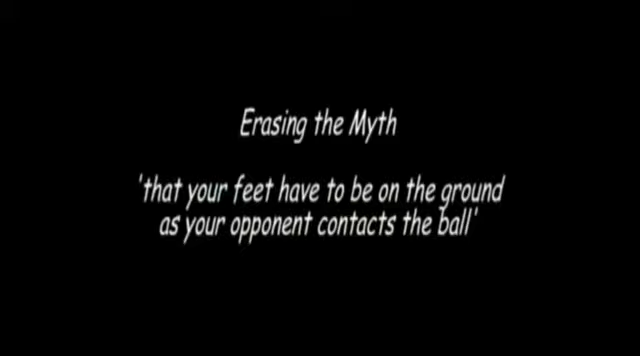 Erasing the Myth
'that your feet have to be on the ground
as your opponent contacts the ball'